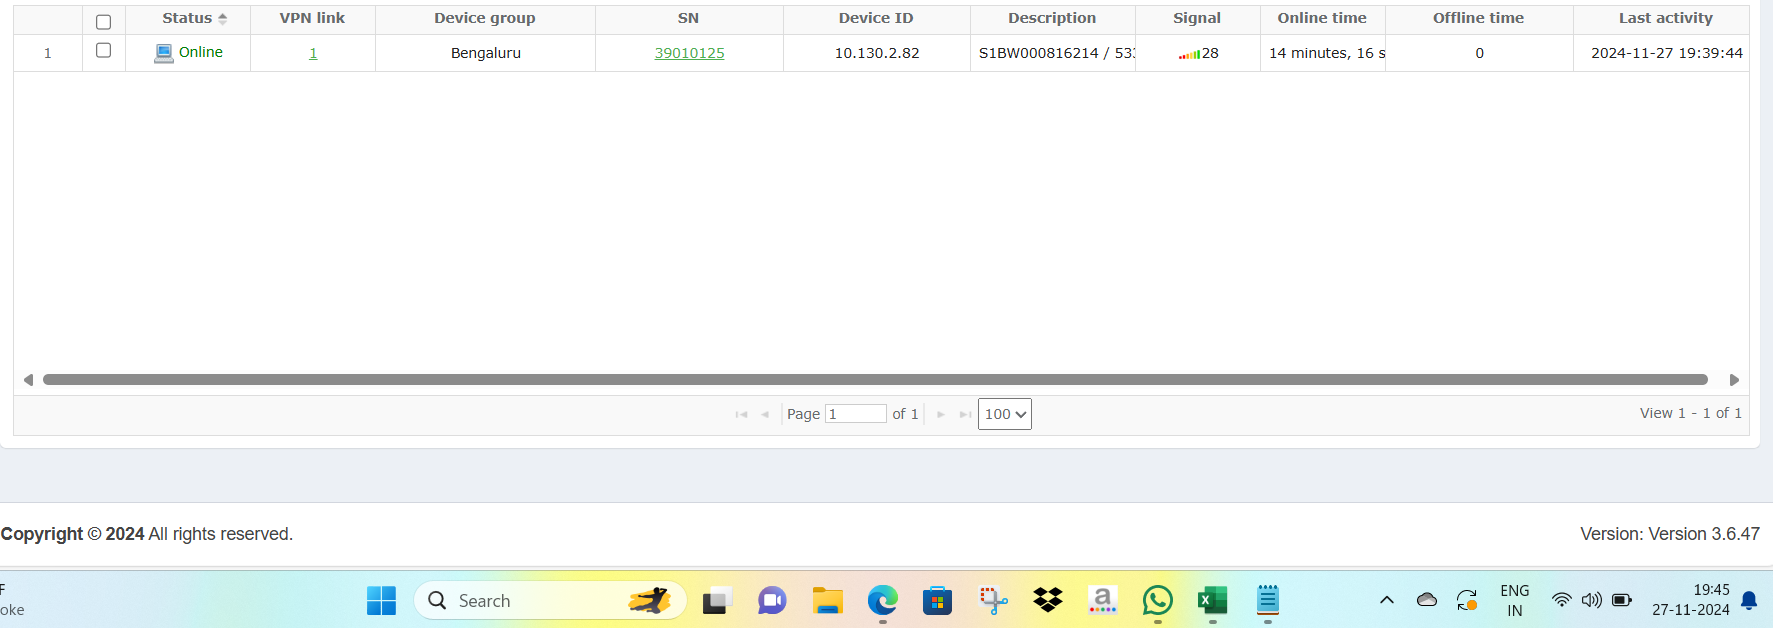 Status VPN link Device group SN Device ID Description Signal Online time Offline time Last activity
1 Online 1 Bengaluru 39010125 10.130.2.82 S1BW000816214 / 53 28 14 minutes, 16 s 0 2024-11-27 19:39:44
Page 1 of 1 100 View 1 - 1 of 1
Copyright © 2024 All rights reserved. Version: Version 3.6.47
F
oke
Search
a
X
ENG
IN
19:45
27-11-2024